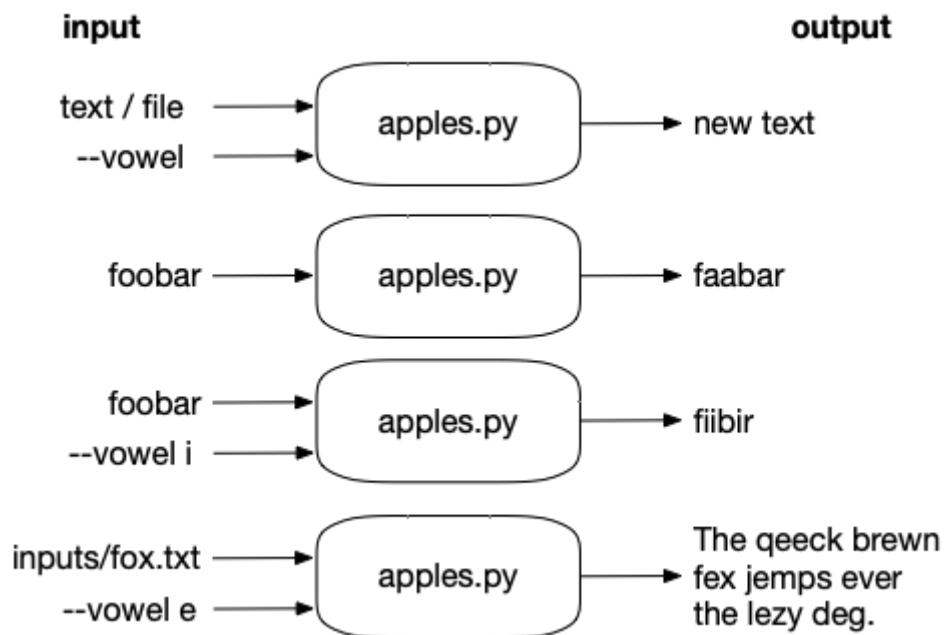 input
output
text / file
--vowel
apples.py
new text
foobar
apples.py
faabar
foobar
--vowel i
apples.py
fiibir
inputs/fox.txt
--vowel e
apples.py
The qeeck brewn
fex jemps ever
the lezy deg.